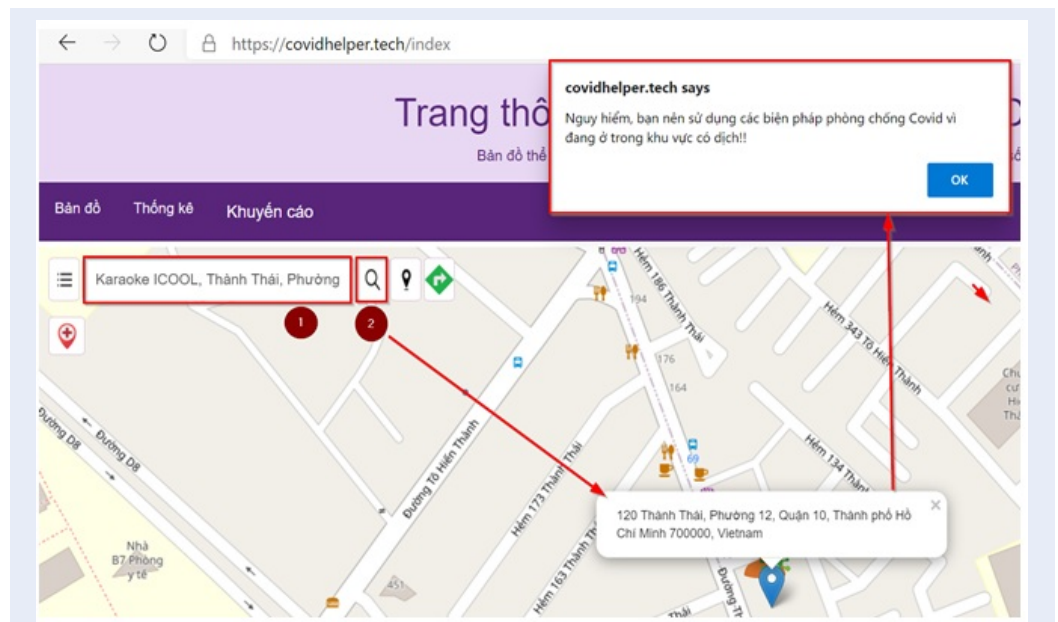 https://covidhelper.tech/index
covidhelper.tech says
Nguy hiểm, bạn nên sử dụng các biện pháp phòng chống Covid vì
đang ở trong khu vực có dịch!!
OK
Trang thô
Bản đồ thể
Bản đồ
Thống kê
Khuyến cáo
Karaoke ICOOL, Thành Thái, Phường
1
2
Hẻm 186 Thành Thái
194
176
164
Hẻm 343 Tô Hiến Thành
Đường D8
Đường D8
Đường Tô Hiến Thành
Hẻm 173 Thành Thái
69
Hẻm 134 Thành
120 Thành Thái, Phường 12, Quận 10, Thành phố Hồ
Chí Minh 700000, Vietnam
Nhà
B7 Phòng
y tế
451
Hẻm 163 Thành
Đường Th
Thái